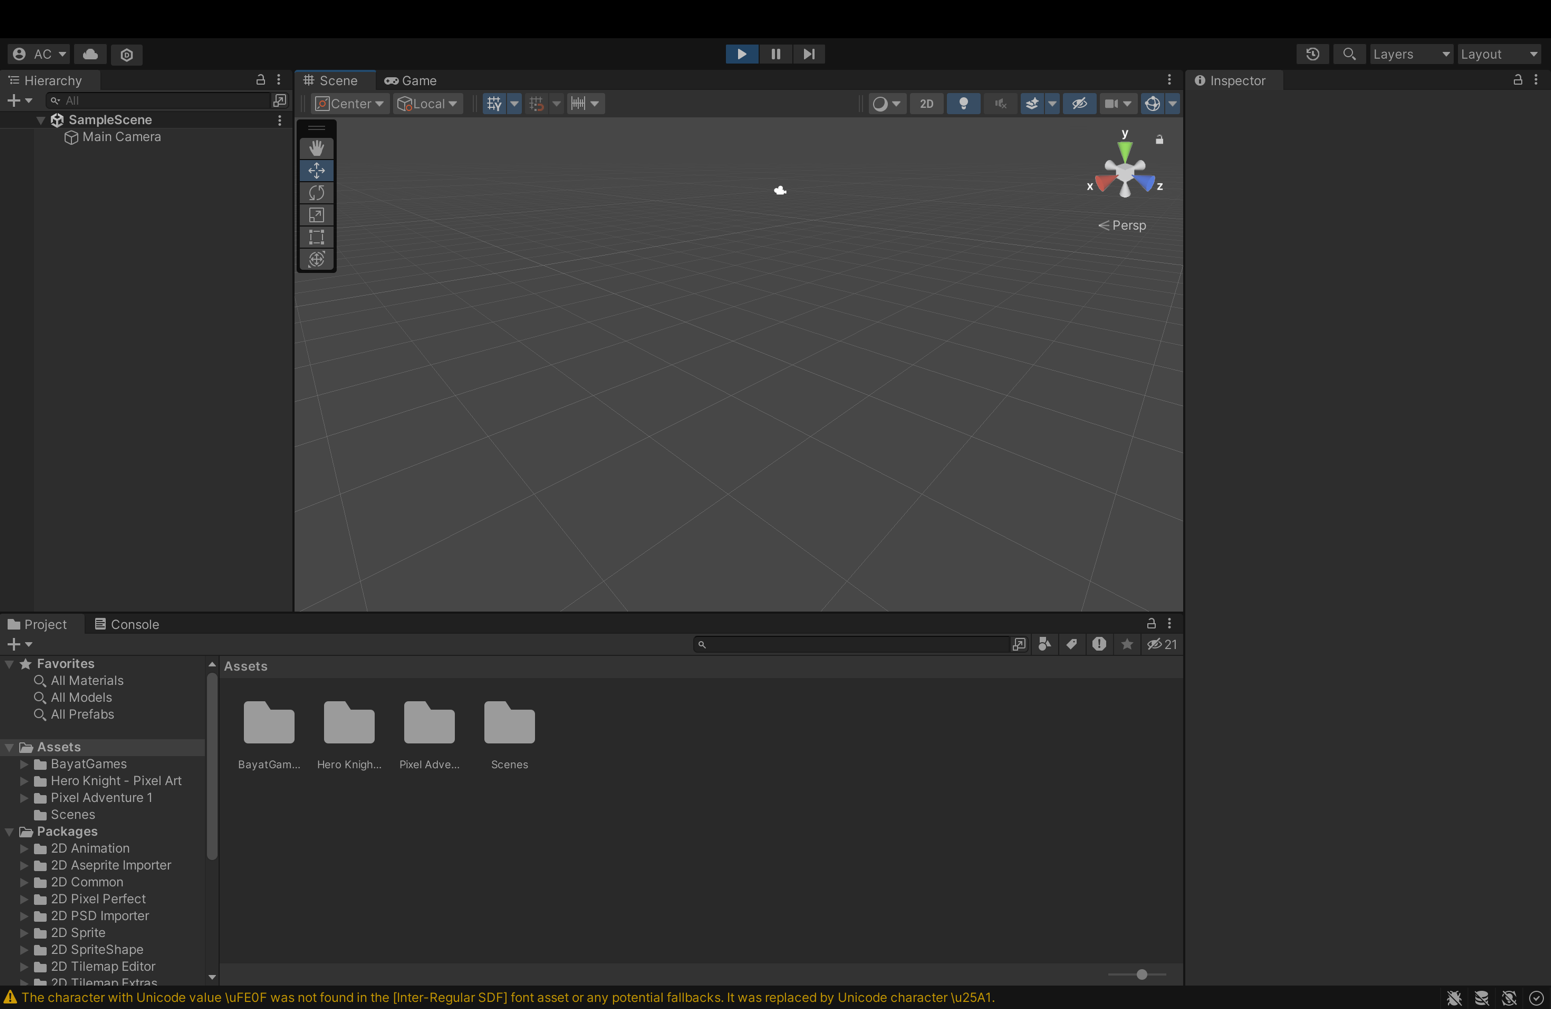 AC
Layers
Layout
Hierarchy
Scene
Game
Inspector
All
Center
Local
2D
SampleScene
Main Camera
y
x
z
Persp
Project
Console
21
Favorites
All Materials
All Models
All Prefabs
Assets
BayatGames
Hero Knight - Pixel Art
Pixel Adventure 1
Scenes
Packages
2D Animation
2D Aseprite Importer
2D Common
2D Pixel Perfect
2D PSD Importer
2D Sprite
2D SpriteShape
2D Tilemap Editor
2D Tilemap Extras
Assets
BayatGam...
Hero Knigh...
Pixel Adve...
Scenes
The character with Unicode value \uFE0F was not found in the [Inter-Regular SDF] font asset or any potential fallbacks. It was replaced by Unicode character \u25A1.